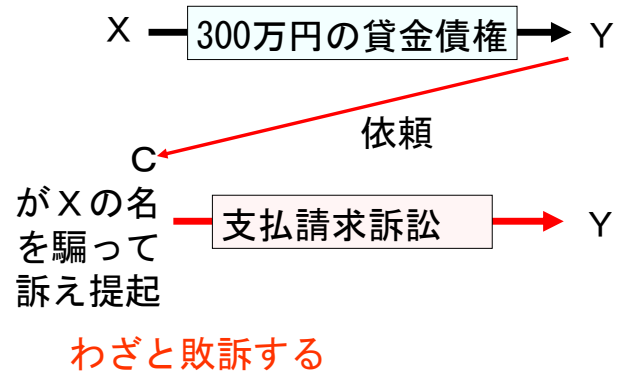 X 300万円の貸金債権 Y
依頼
C
がXの名
を騙って
訴え提起
支払請求訴訟 Y
わざと敗訴する